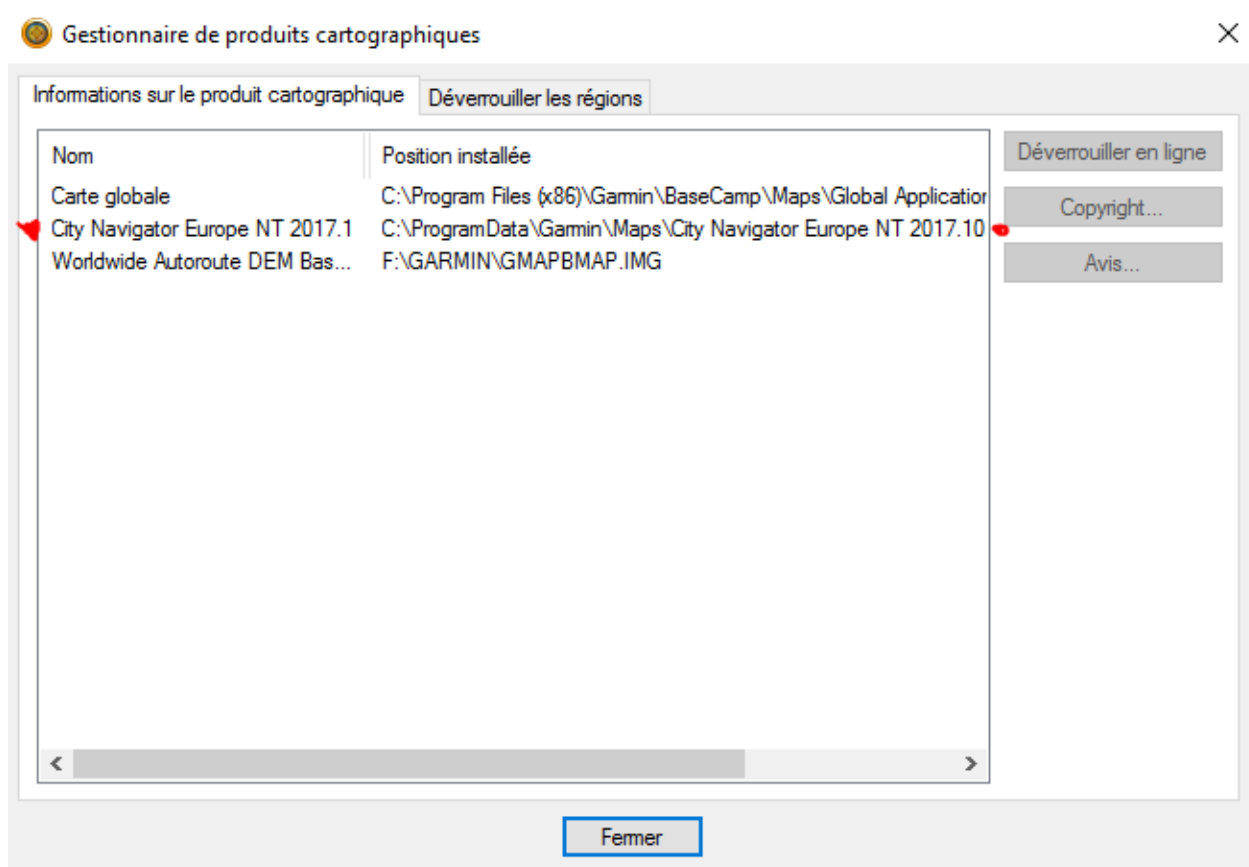 Gestionnaire de produits cartographiques
Informations sur le produit cartographique Déverrouiller les régions
Nom Position installée Déverrouiller en ligne
Carte globale C:\Program Files (x86)\Garmin\BaseCamp\Maps\Global Application
Copyright...
City Navigator Europe NT 2017.1 C:\ProgramData\Garmin\Maps\City Navigator Europe NT 2017.10
Worldwide Autoroute DEM Bas... F:\GARMIN\GMAPBMAP.IMG Avis...
Fermer